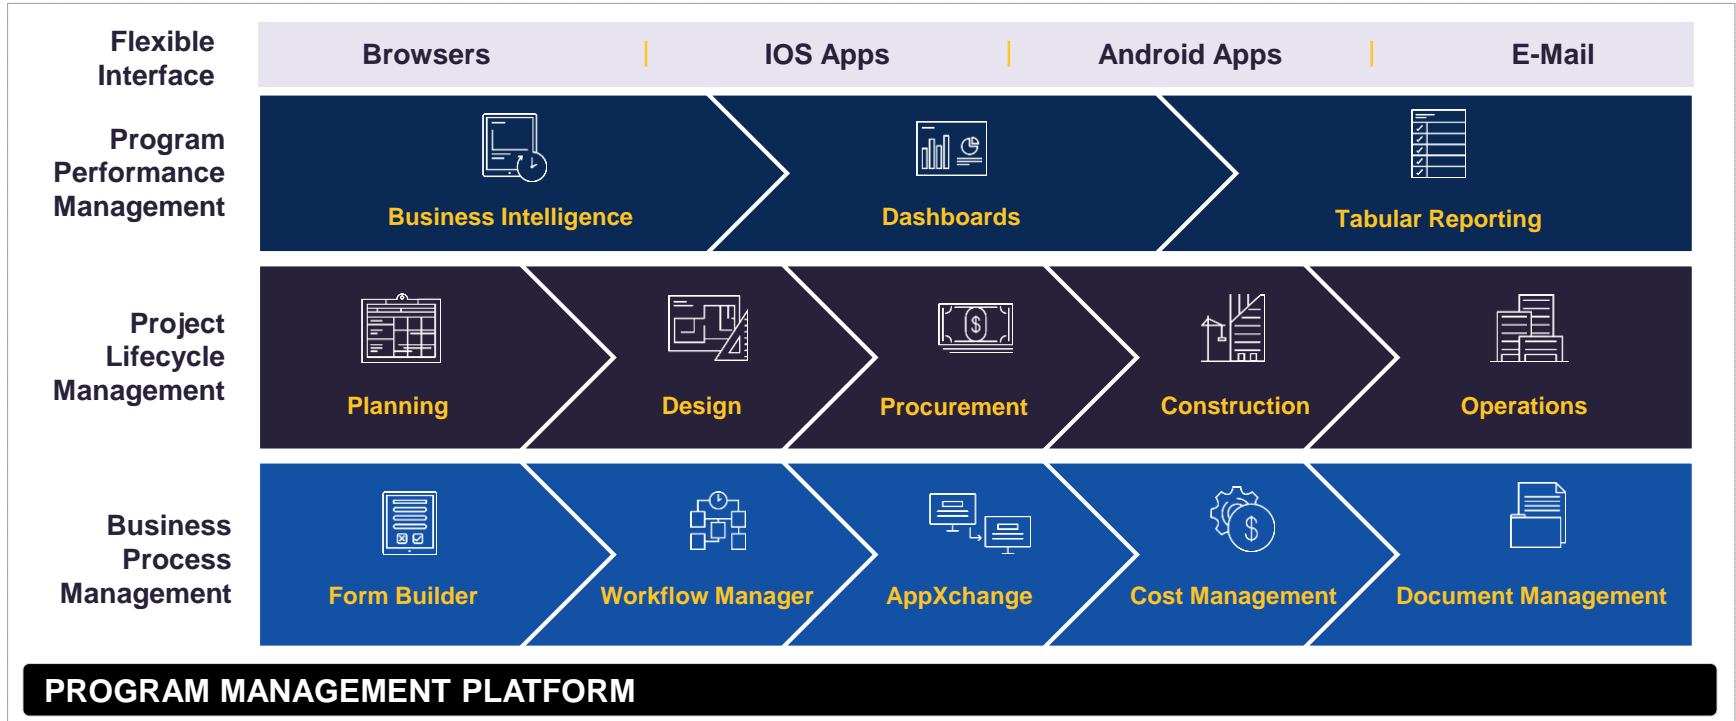 Flexible
Interface
Browsers | IOS Apps | Android Apps | E-Mail
Program
Performance
Management
Business Intelligence
Dashboards
Tabular Reporting
Project
Lifecycle
Management
Planning
Design
Procurement
Construction
Operations
Business
Process
Management
Form Builder
Workflow Manager
AppXchange
Cost Management
Document Management
PROGRAM MANAGEMENT PLATFORM